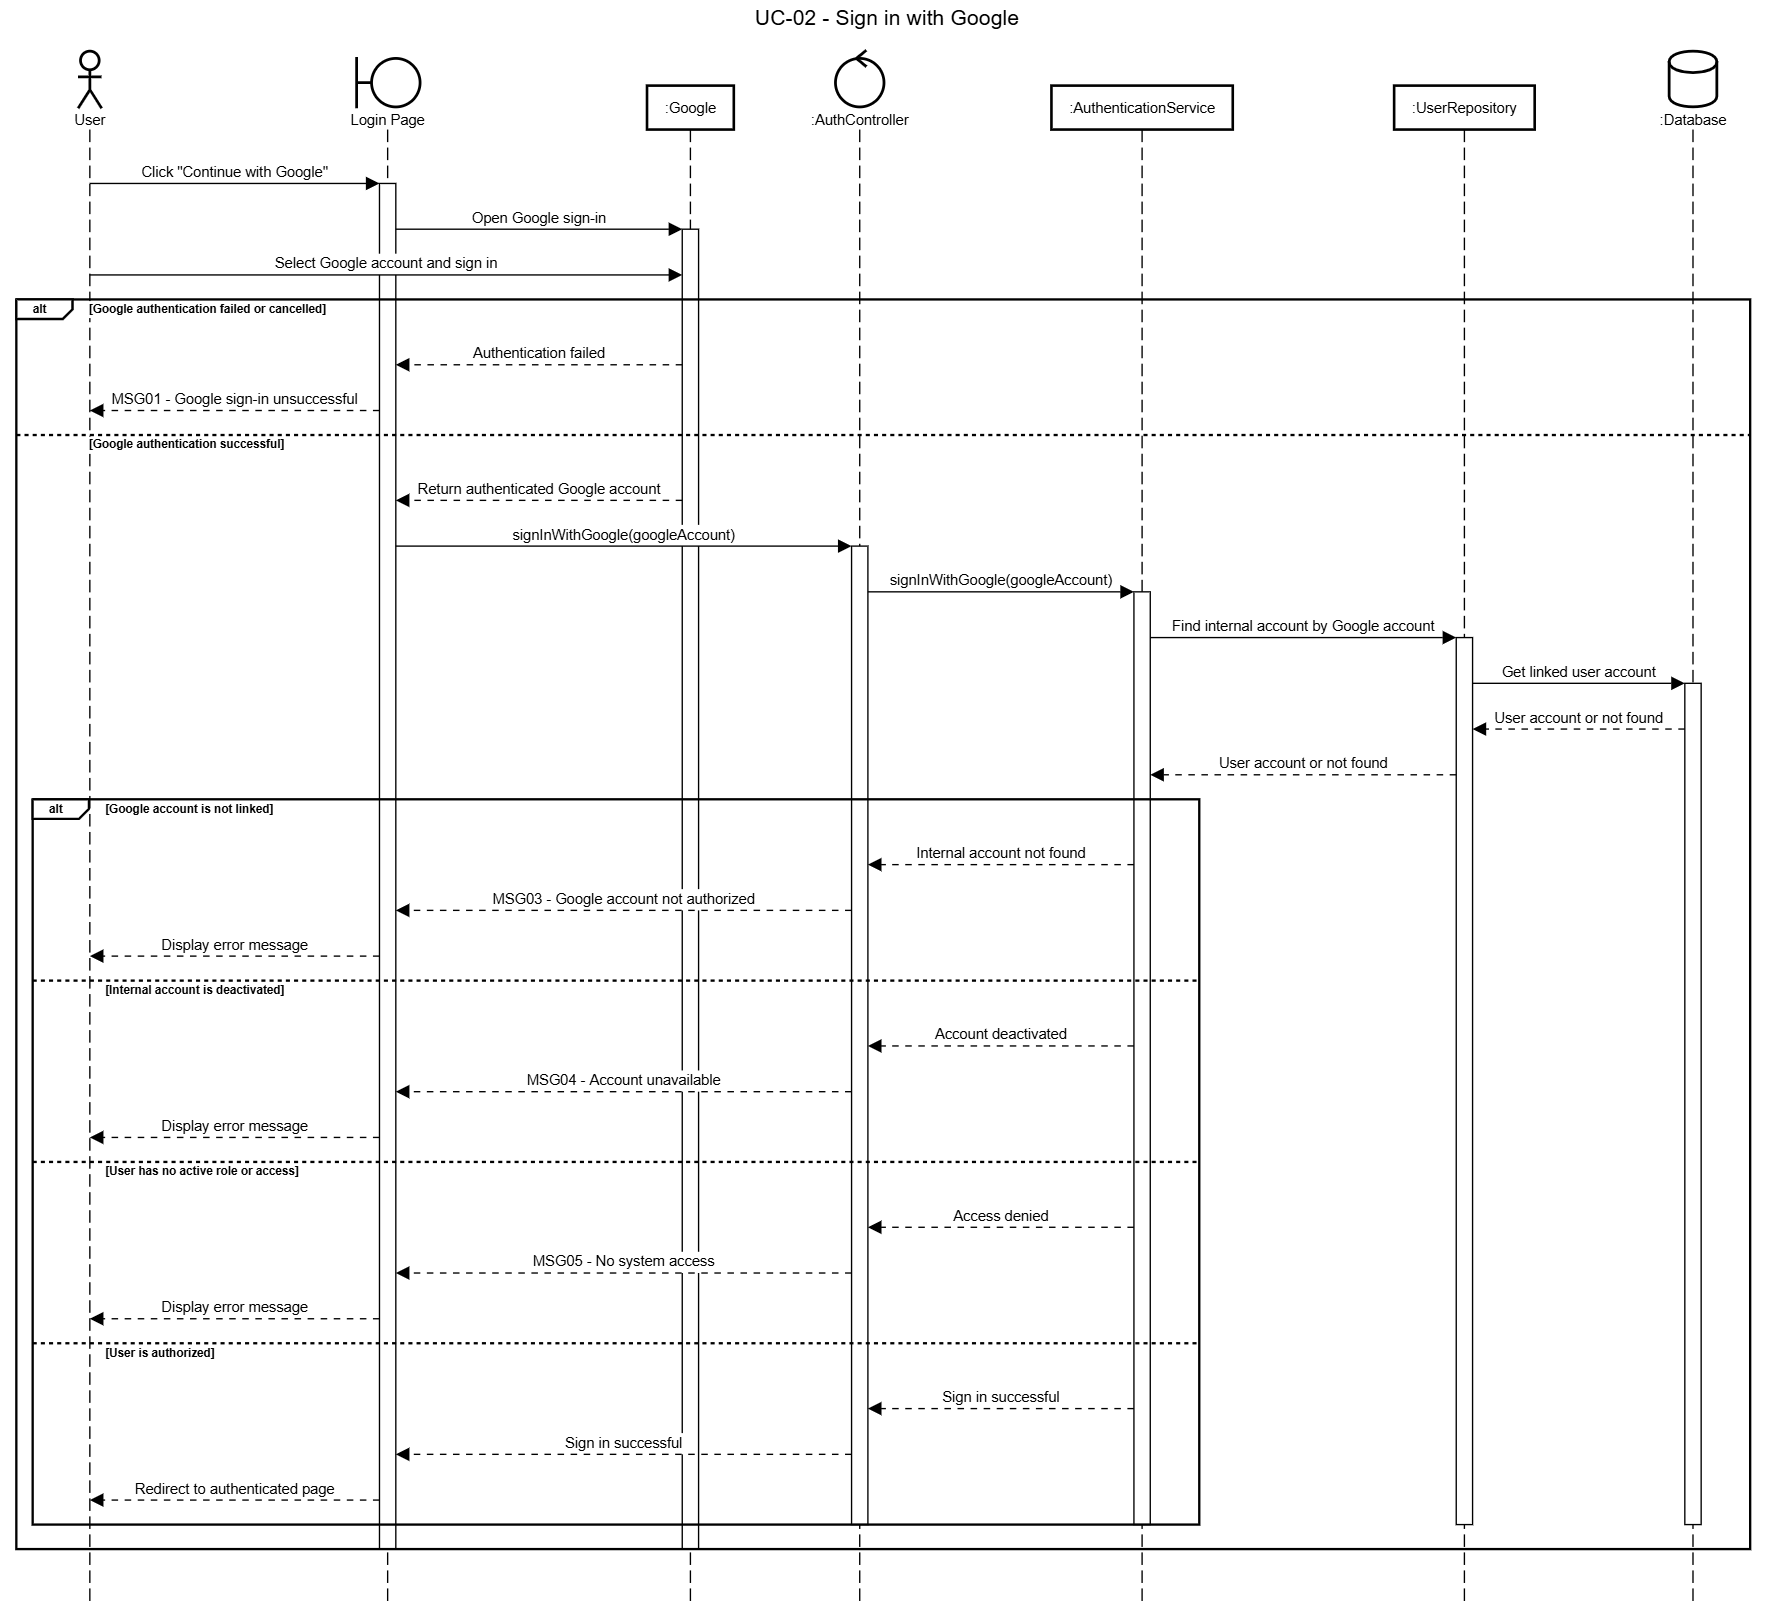 UC-02 - Sign in with Google
User
Login Page
:Google
:AuthController
:AuthenticationService
:UserRepository
:Database
Click "Continue with Google"
Open Google sign-in
Select Google account and sign in
alt
[Google authentication failed or cancelled]
Authentication failed
MSG01 - Google sign-in unsuccessful
[Google authentication successful]
Return authenticated Google account
signInWithGoogle(googleAccount)
signInWithGoogle(googleAccount)
Find internal account by Google account
Get linked user account
User account or not found
User account or not found
alt
[Google account is not linked]
Internal account not found
MSG03 - Google account not authorized
Display error message
[Internal account is deactivated]
Account deactivated
MSG04 - Account unavailable
Display error message
[User has no active role or access]
Access denied
MSG05 - No system access
Display error message
[User is authorized]
Sign in successful
Sign in successful
Redirect to authenticated page